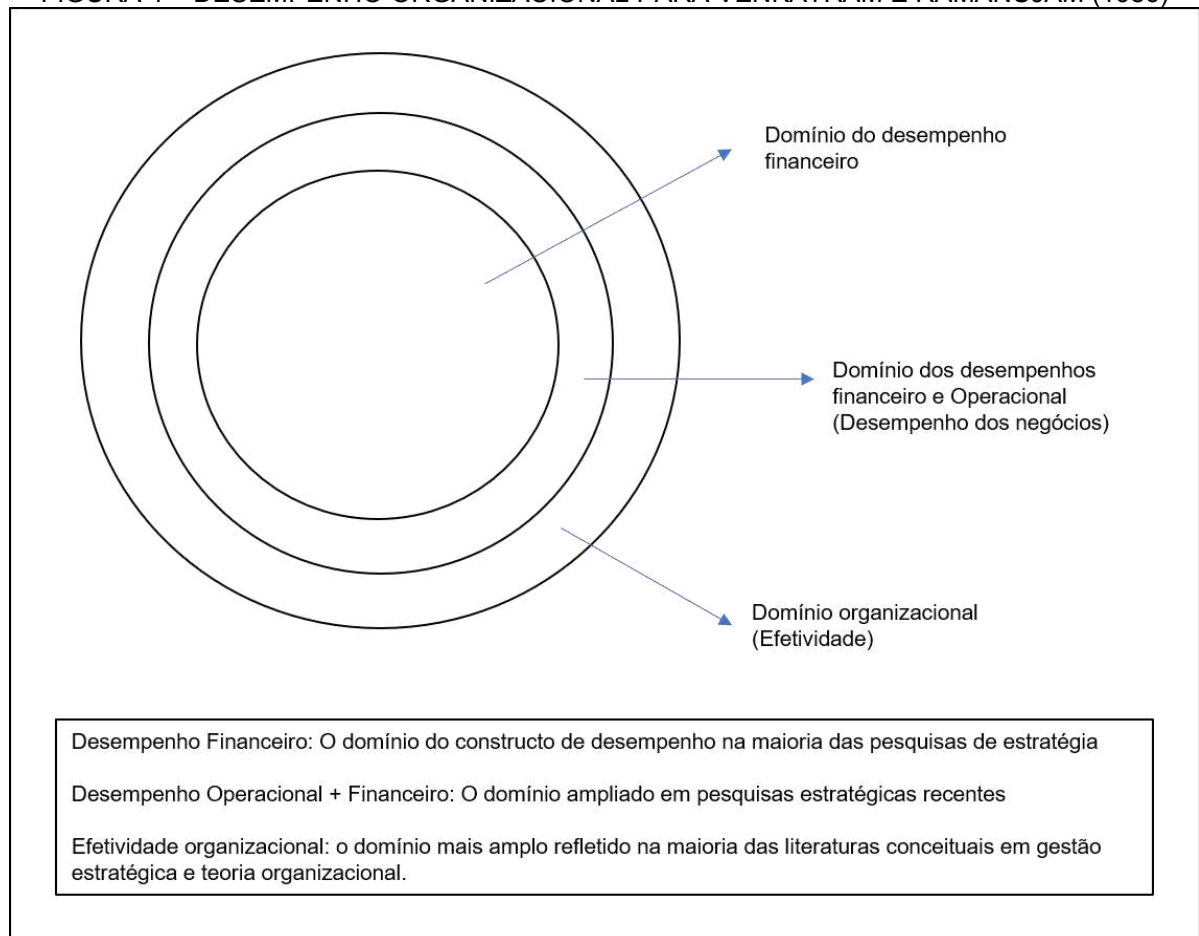 Domínio do desempenho
financeiro
Domínio dos desempenhos
financeiro e Operacional
(Desempenho dos negócios)
Domínio organizacional
(Efetividade)
Desempenho Financeiro: O domínio do constructo de desempenho na maioria das pesquisas de estratégia
Desempenho Operacional + Financeiro: O domínio ampliado em pesquisas estratégicas recentes
Efetividade organizacional: o domínio mais amplo refletido na maioria das literaturas conceituais em gestão
estratégica e teoria organizacional.